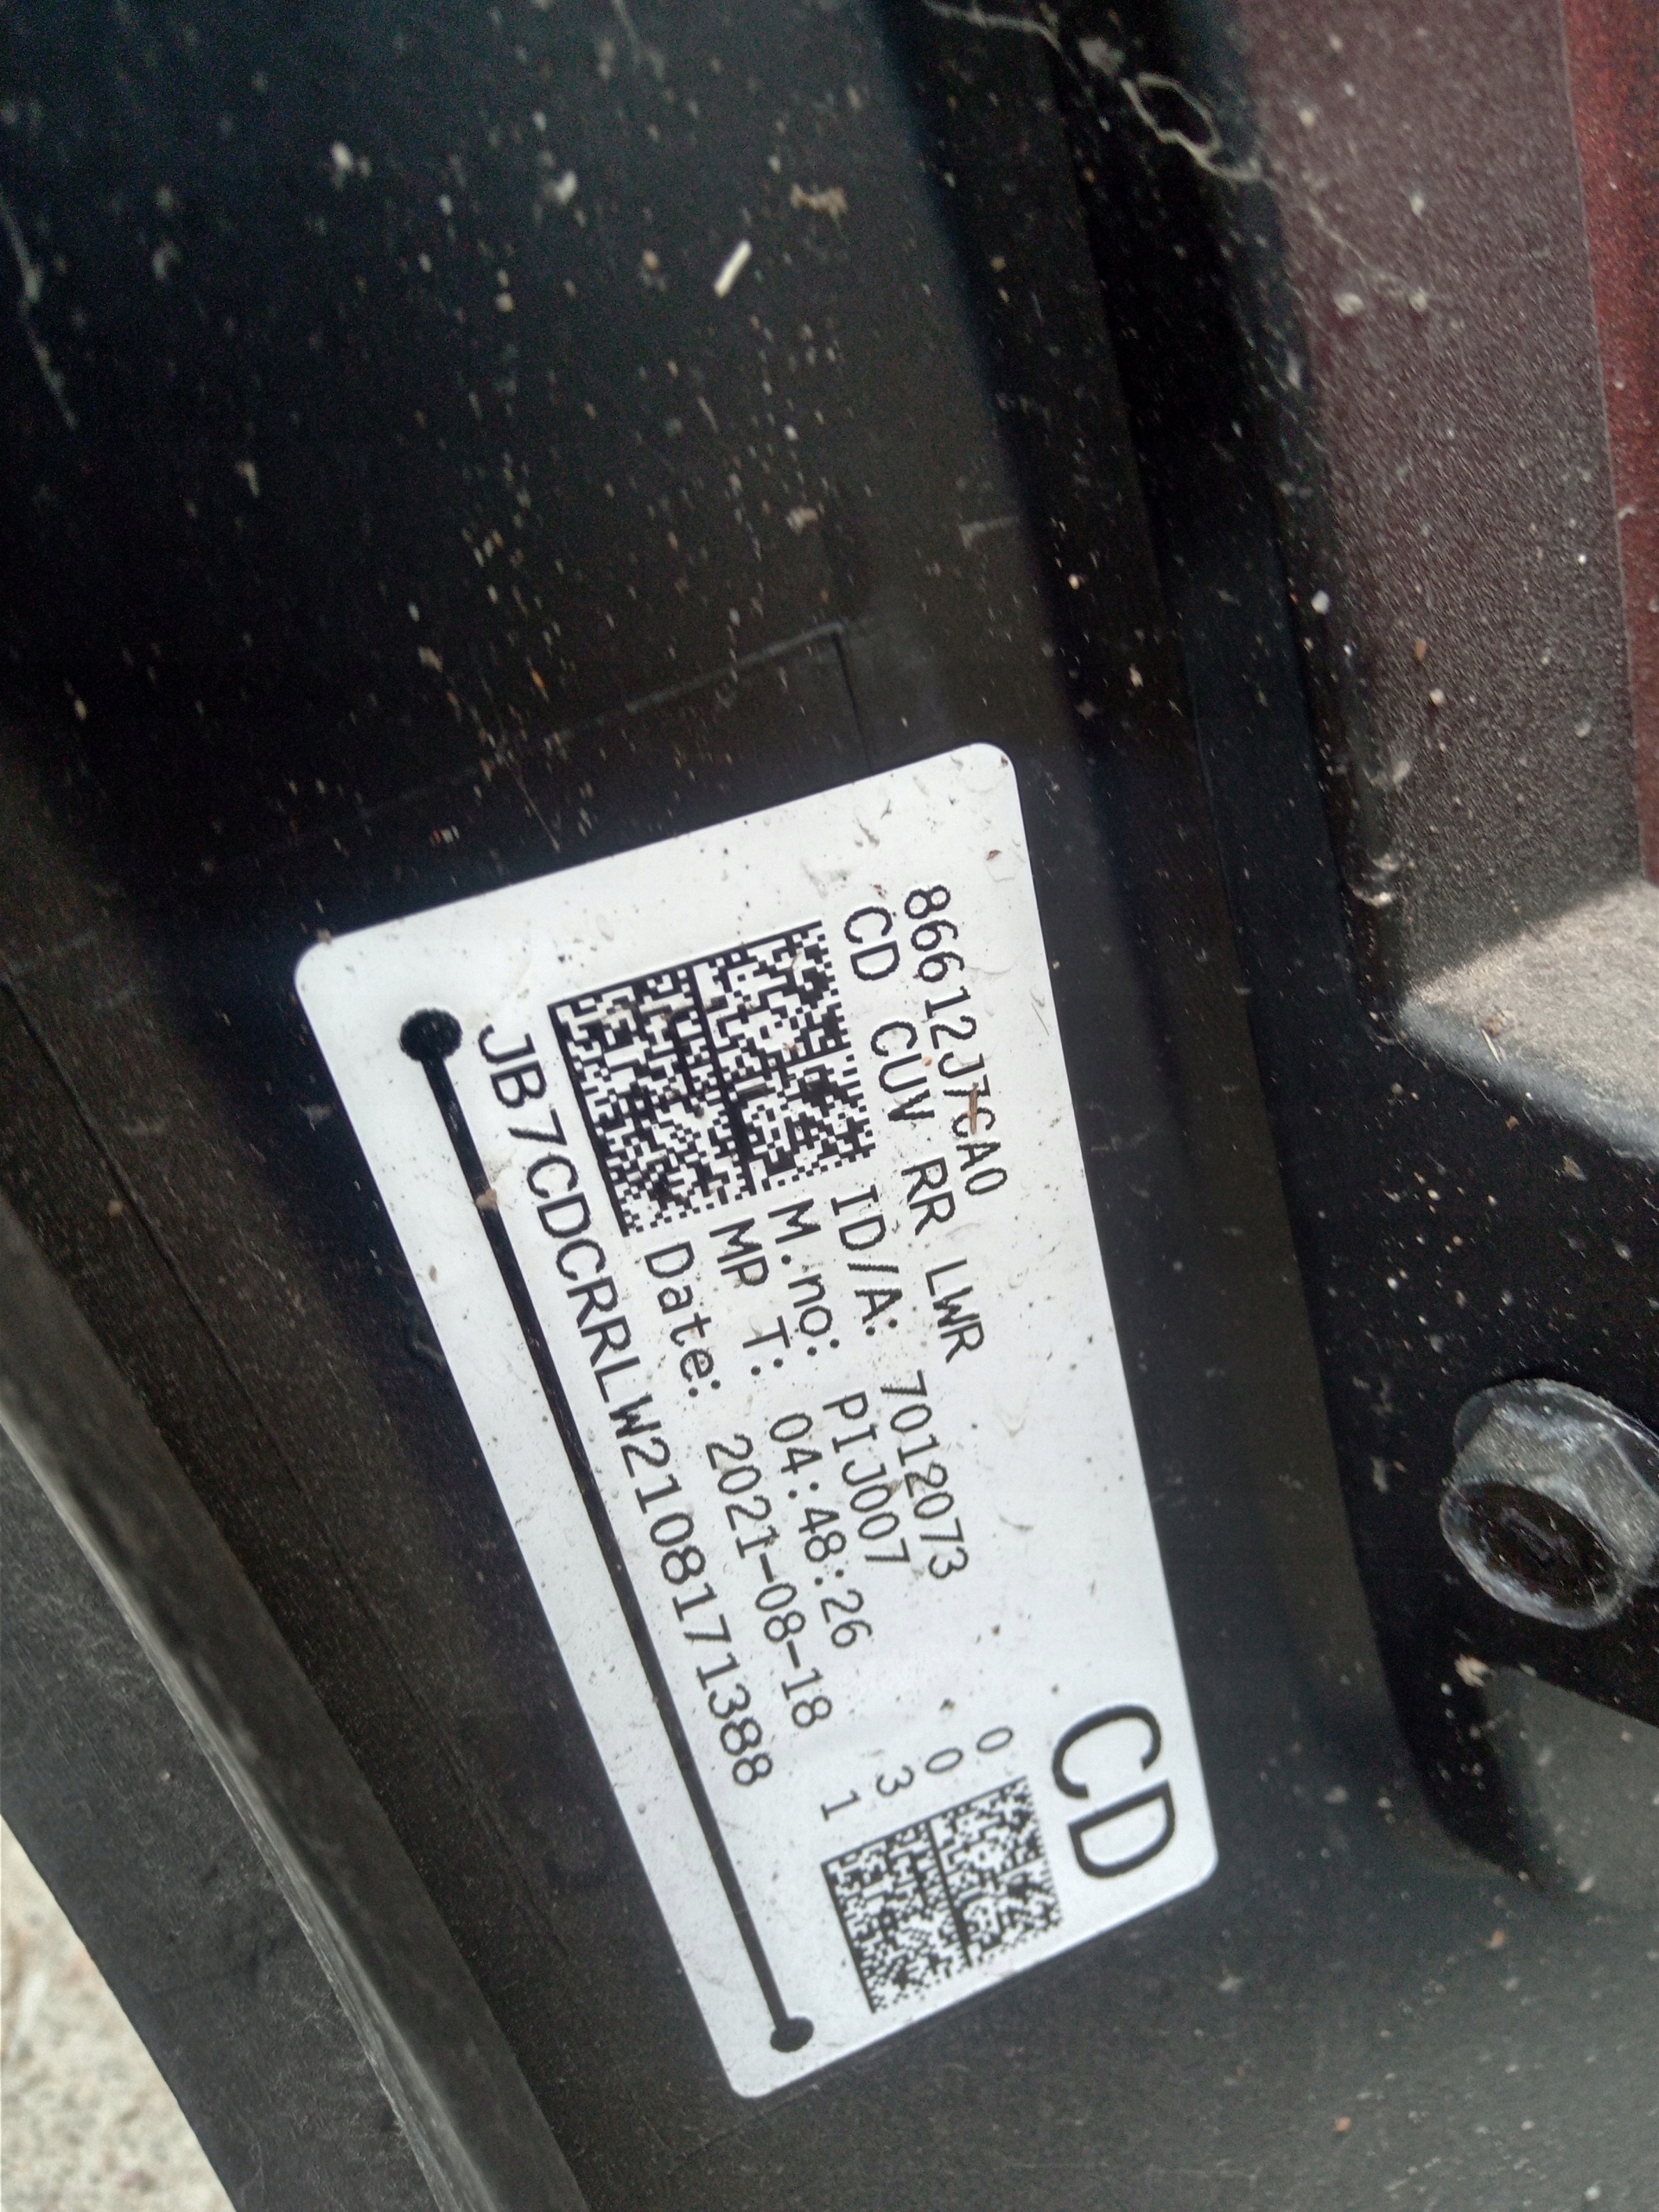 86612J7CA0
CD CUV RR LWR
ID/A: 7012073
M.no: PIJ007
MP T: 04:48:26
Date: 2021-08-18
JB7CDCRRLW2108171388
CD
0
0
3
1